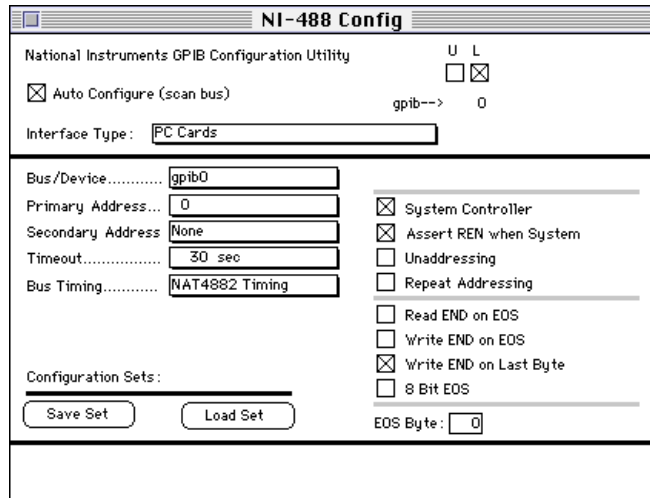 NI-488 Config
National Instruments GPIB Configuration Utility
U L
Auto Configure (scan bus)
gpib--> 0
Interface Type: PC Cards
Bus/Device........... gpib0
Primary Address... 0
Secondary Address None
Timeout................ 30 sec
Bus Timing........... NAT4882 Timing
System Controller
Assert REN when System
Unaddressing
Repeat Addressing
Read END on EOS
Write END on EOS
Write END on Last Byte
8 Bit EOS
Configuration Sets:
Save Set
Load Set
EOS Byte: 0